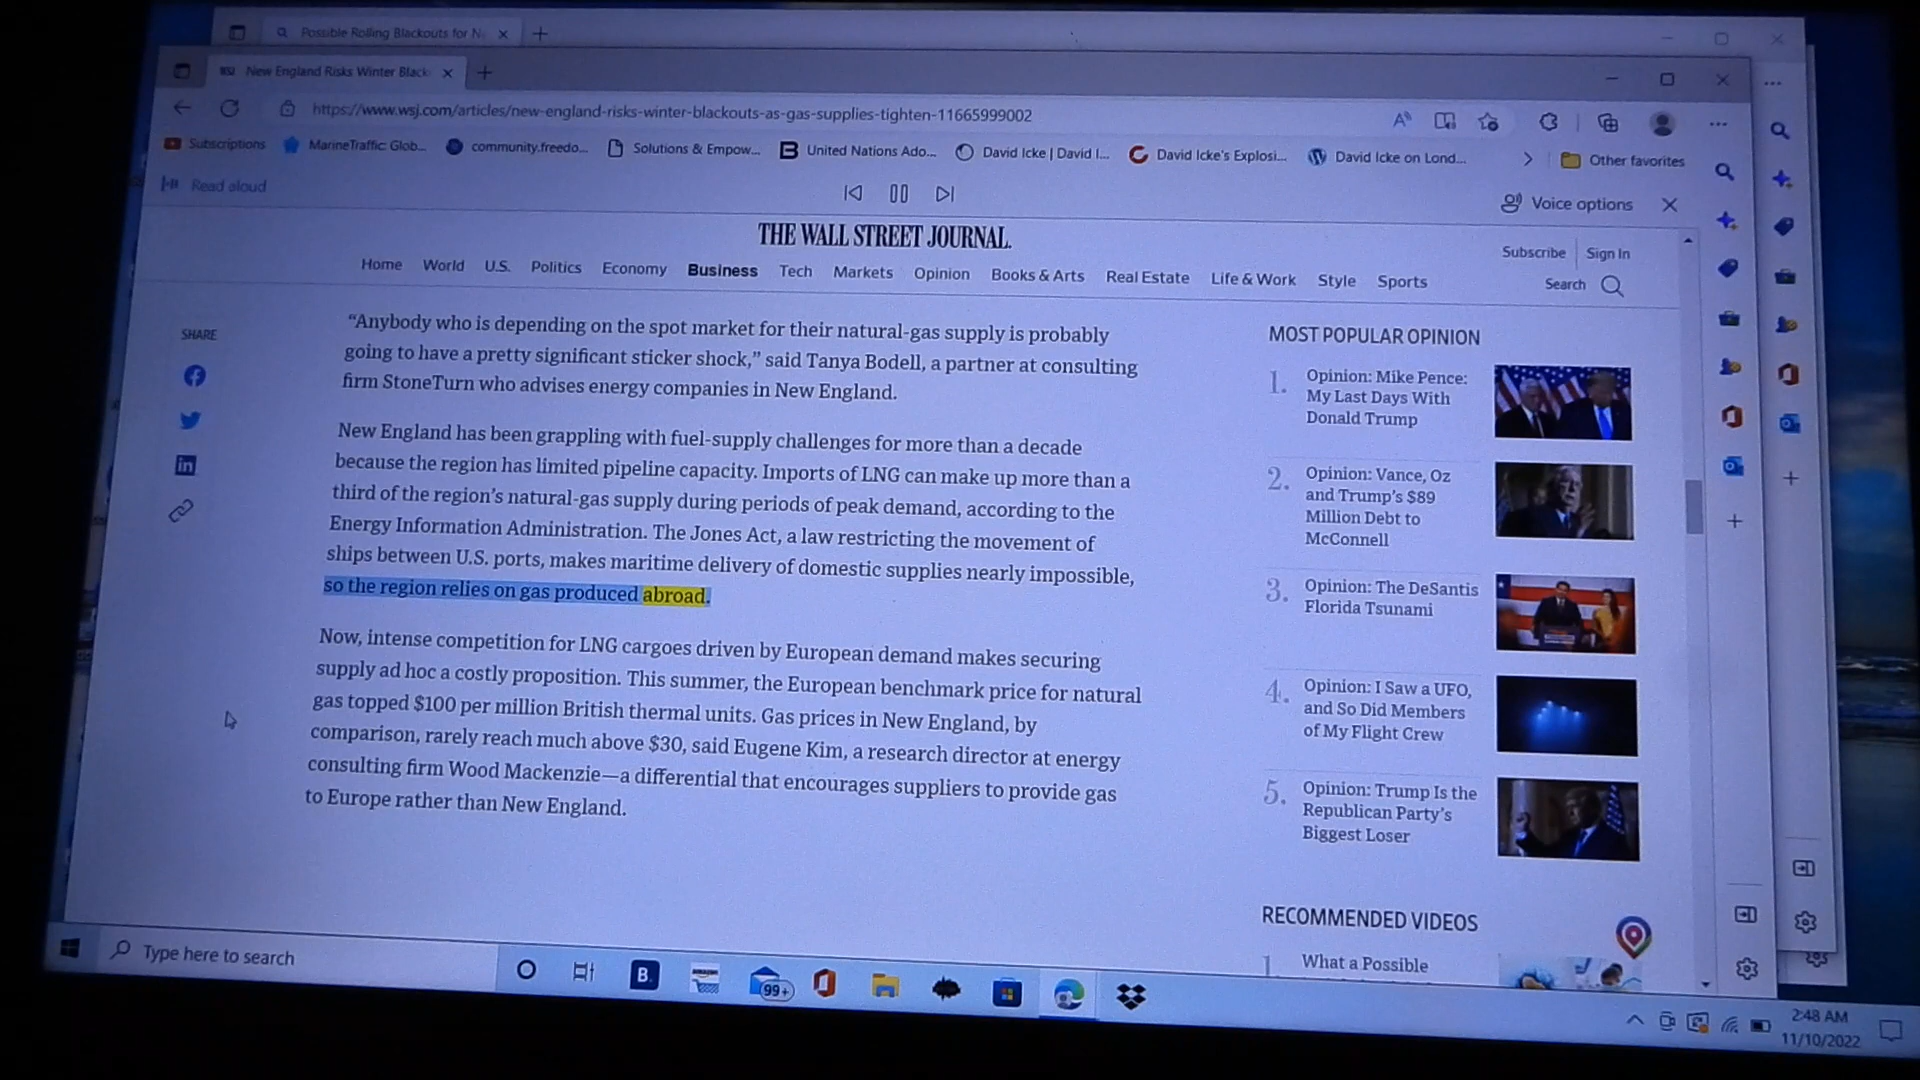 Possible Rolling Blackouts for N
WSJ New England Risks Winter Black
https://www.wsj.com/articles/new-england-risks-winter-blackouts-as-gas-supplies-tighten-11665999002
Subscriptions
MarineTraffic: Glob...
community.freedo...
Solutions & Empow...
United Nations Ado...
David Icke | David I...
David Icke's Explosi...
David Icke on Lond...
Other favorites
Read aloud
Voice options
THE WALL STREET JOURNAL.
Subscribe
Sign In
Home World U.S. Politics Economy Business Tech Markets Opinion Books & Arts Real Estate Life & Work Style Sports
Search
SHARE
“Anybody who is depending on the spot market for their natural-gas supply is probably
going to have a pretty significant sticker shock,” said Tanya Bodell, a partner at consulting
firm StoneTurn who advises energy companies in New England.
New England has been grappling with fuel-supply challenges for more than a decade
because the region has limited pipeline capacity. Imports of LNG can make up more than a
third of the region’s natural-gas supply during periods of peak demand, according to the
Energy Information Administration. The Jones Act, a law restricting the movement of
ships between U.S. ports, makes maritime delivery of domestic supplies nearly impossible,
so the region relies on gas produced abroad.
Now, intense competition for LNG cargoes driven by European demand makes securing
supply ad hoc a costly proposition. This summer, the European benchmark price for natural
gas topped $100 per million British thermal units. Gas prices in New England, by
comparison, rarely reach much above $30, said Eugene Kim, a research director at energy
consulting firm Wood Mackenzie—a differential that encourages suppliers to provide gas
to Europe rather than New England.
MOST POPULAR OPINION
1. Opinion: Mike Pence:
My Last Days With
Donald Trump
2. Opinion: Vance, Oz
and Trump’s $89
Million Debt to
McConnell
3. Opinion: The DeSantis
Florida Tsunami
4. Opinion: I Saw a UFO,
and So Did Members
of My Flight Crew
5. Opinion: Trump Is the
Republican Party’s
Biggest Loser
RECOMMENDED VIDEOS
1. What a Possible
Type here to search
B.
99+
2:48 AM
11/10/2022